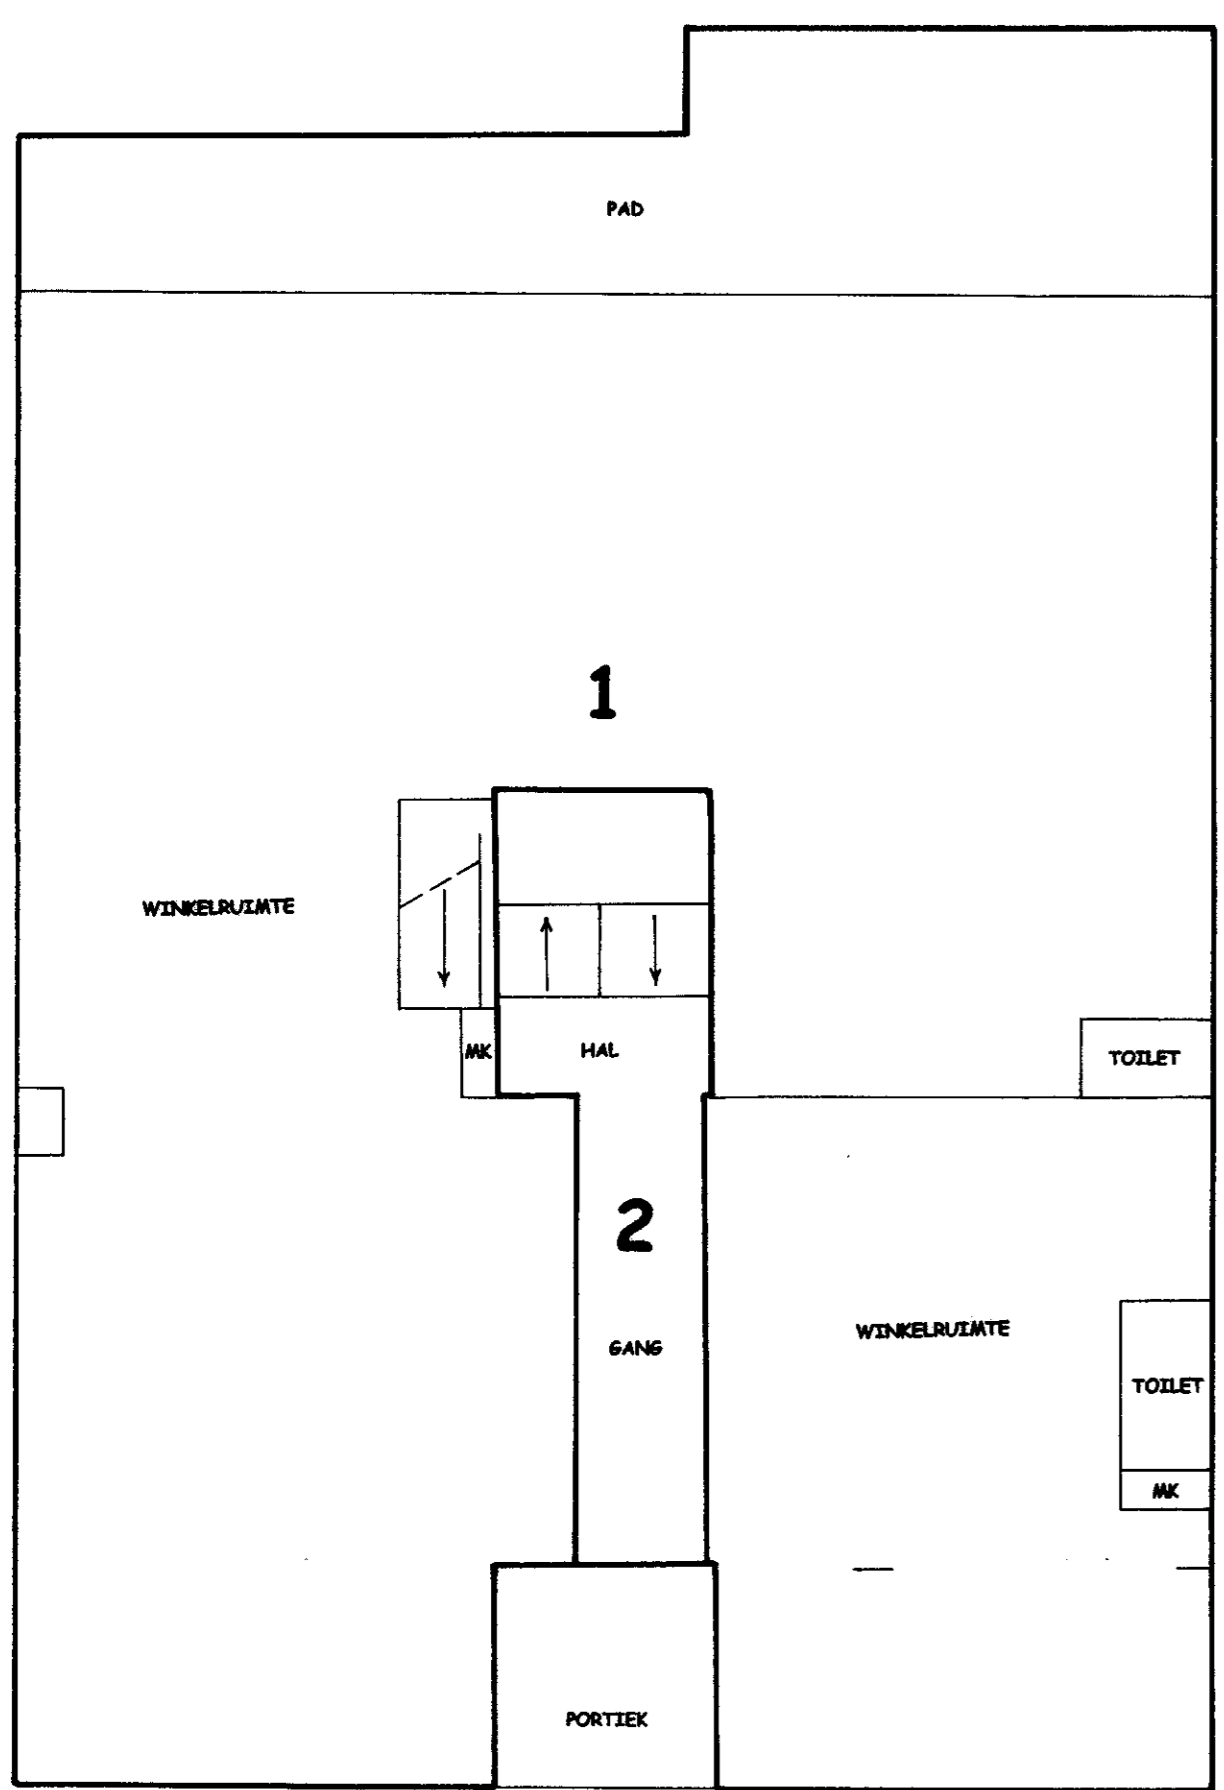 PAD
1
WINKELRUIMTE
MK
HAL
TOILET
2
GANG
WINKELRUIMTE
TOILET
MK
PORTIEK